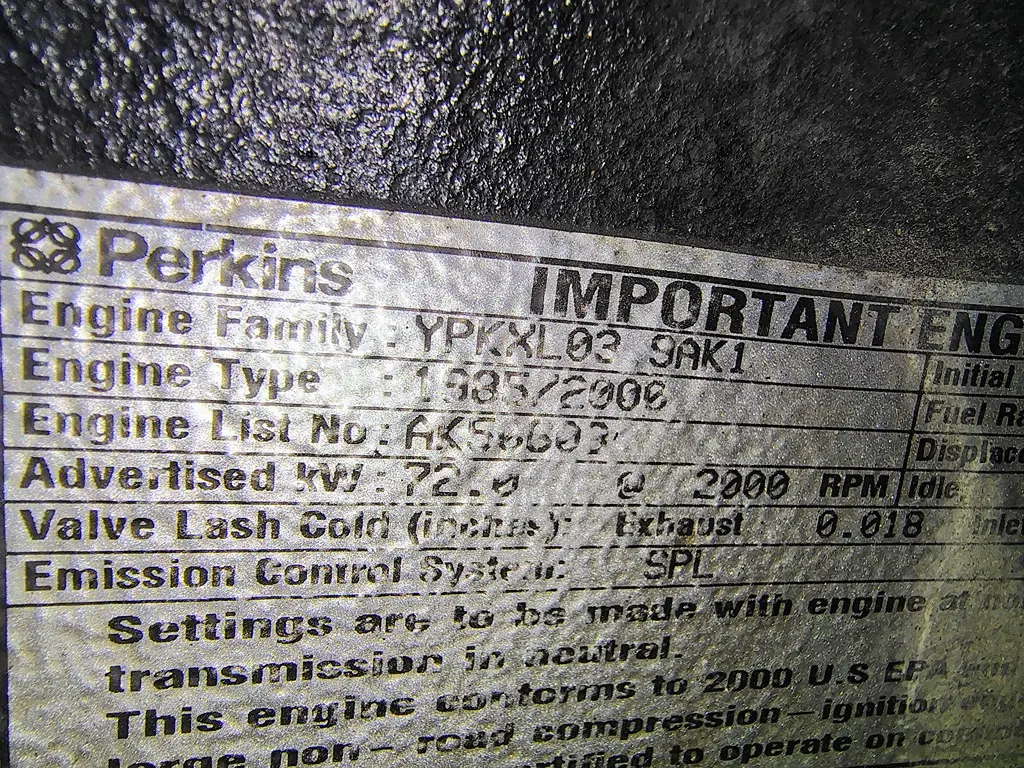 Perkins
IMPORTANT ENG
Engine Family : YPKXL03.9AK1
Initial
Engine Type : 1985/2000
Fuel Ra
Engine List No:
Displace
Advertised kW : 72.0 @ 2000 RPM
Idle
Valve Lash Cold (inches): Exhaust 0.018 Inlet
Emission Control System: SPL
Settings are to be made with engine at
transmission in neutral.
This engine conforms to 2000 U.S EPA
large non-road compression-ignition
to operate on